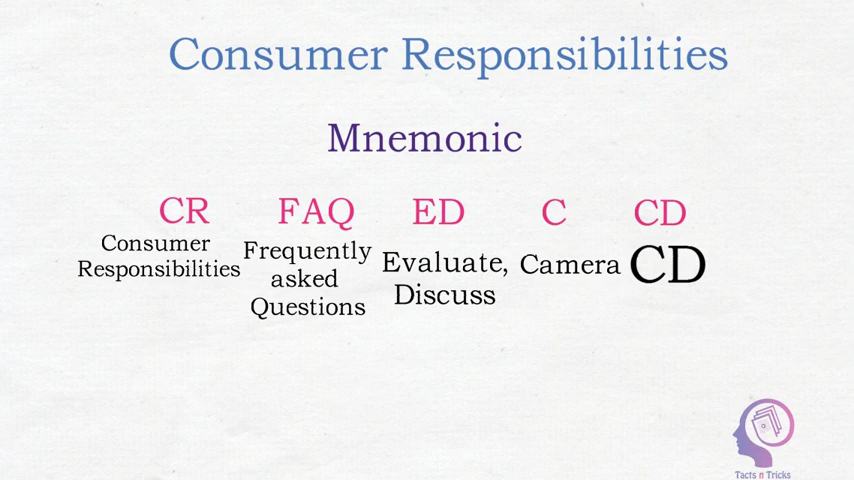 Consumer Responsibilities
Mnemonic
CR FAQ ED C CD
Consumer
Responsibilities
Frequently
asked
Questions
Evaluate,
Discuss
Camera
CD
Tacts n Tricks